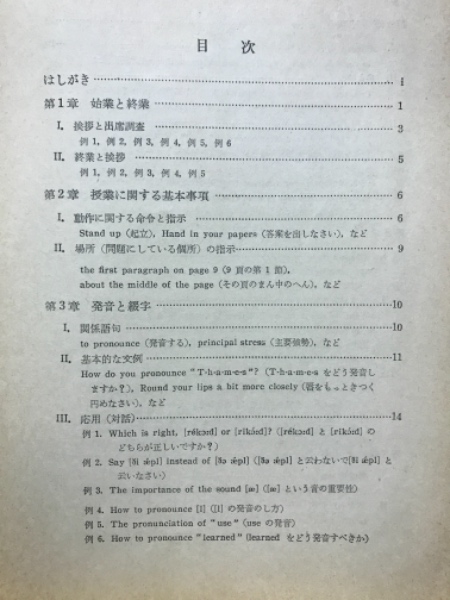 目次
はしがき……i
第1章 始業と終業……1
I. 挨拶と出席調査……3
例 1, 例 2, 例 3, 例 4, 例 5, 例 6
II. 終業と挨拶……5
例 1, 例 2, 例 3, 例 4, 例 5
第2章 授業に関する基本事項……6
I. 動作に関する命令と指示……6
Stand up (起立), Hand in your papers (答案を出しなさい), など
II. 場所 (問題にしている個所) の指示……9
the first paragraph on page 9 (9 頁の第 1 節),
about the middle of the page (その頁のまん中のへん), など
第3章 発音と綴字……10
I. 関係語句……10
to pronounce (発音する), principal stress (主要強勢), など
II. 基本的な文例……11
How do you pronounce "T-h-a-m-e-s"? (T-h-a-m-e-s をどう発音し
ますか?), Round your lips a bit more closely (唇をもっときつく
円めなさい), など
III. 応用 (対話)……14
例 1. Which is right, [rékɔːd] or [rikɔ́ːd]? ([rékɔːd] と [rikɔ́ːd] の
どちらが正しいですか?)
例 2. Say [ði ǽpl] instead of [ðə ǽpl] ([ðə ǽpl] と云わないで[ði ǽpl] と
云いなさい)
例 3. The importance of the sound [æ] ([æ] という音の重要性)
例 4. How to pronounce [l] ([l] の発音のし方)
例 5. The pronunciation of "use" (use の発音)
例 6. How to pronounce "learned" (learned をどう発音すべきか)